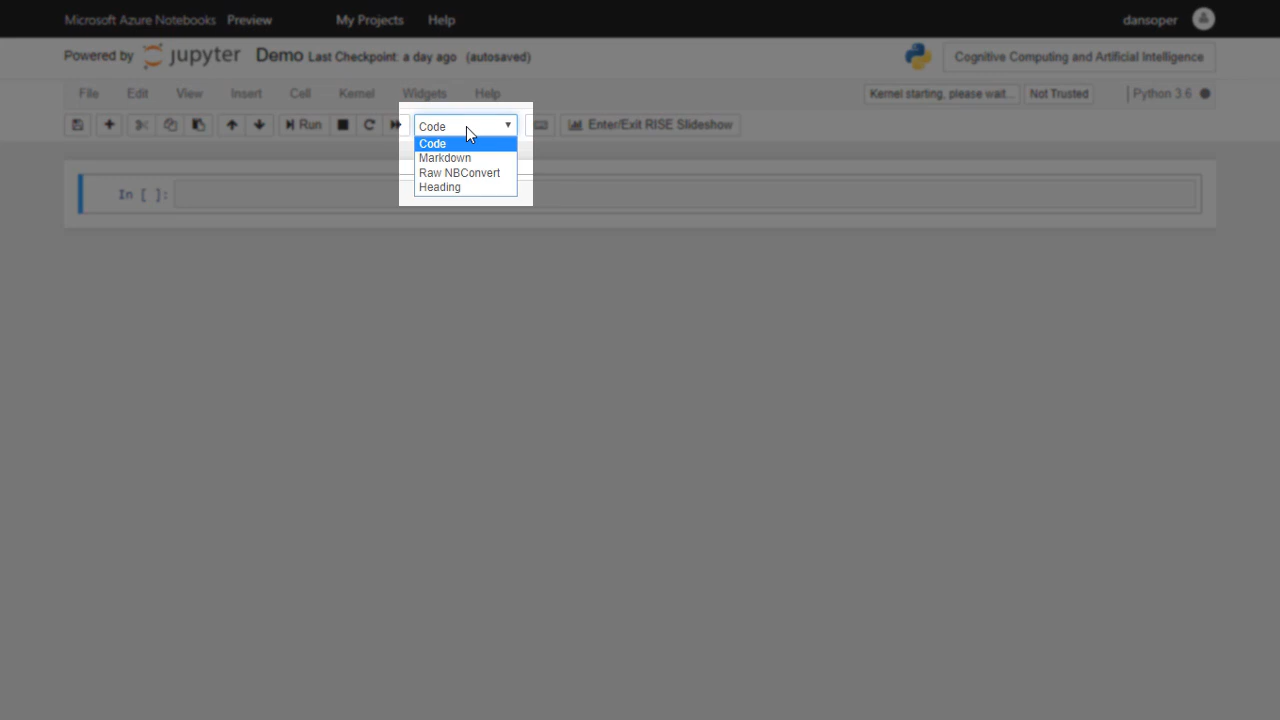 Microsoft Azure Notebooks Preview My Projects Help dansoper
Powered by jupyter Demo Last Checkpoint: a day ago (autosaved) Cognitive Computing and Artificial Intelligence
File Edit View Insert Cell Kernel Widgets Help Kernel starting, please wait... Not Trusted Python 3.6
Run Code Enter/Exit RISE Slideshow
Code
Markdown
Raw NBConvert
Heading
In [ ]: